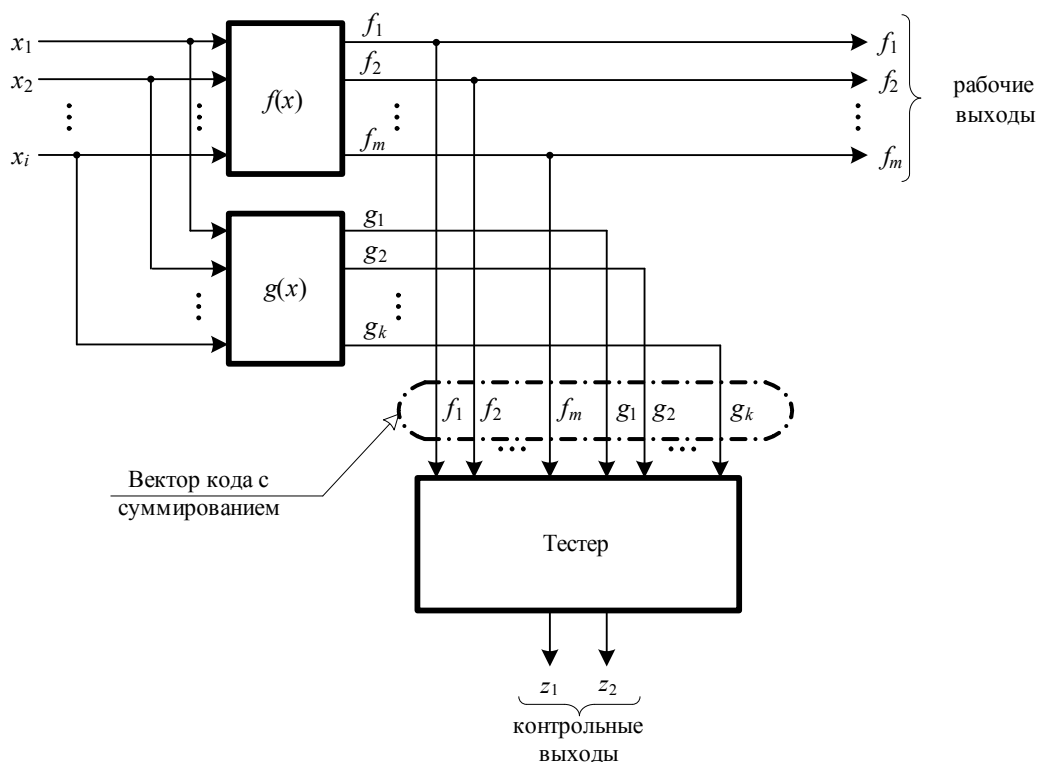 x1
x2
xi
f(x)
f1
f2
fm
f1
f2
fm
рабочие
выходы
g(x)
g1
g2
gk
f1 f2 fm g1 g2 gk
Вектор кода с
суммированием
Тестер
z1 z2
контрольные
выходы